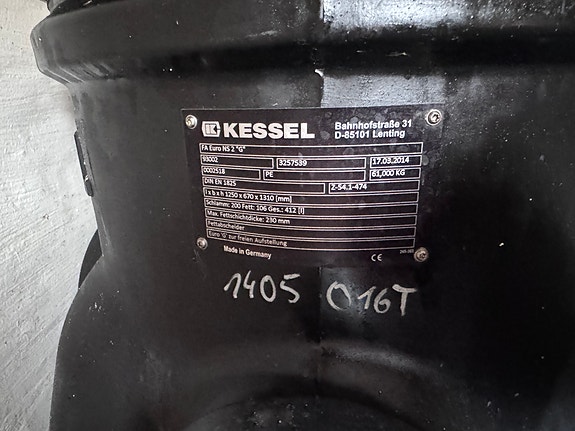 KESSEL
Bahnhofstraße 31
D-85101 Lenting
FA Euro NS 2 "G"
93002 3257539 17.03.2014
0002518 PE 61,000 KG
DIN EN 1825 Z-54.1-474
l x b x h 1250 x 670 x 1310 [mm]
Schlamm: 200 Fett: 106 Ges.: 412 [l]
Max. Fettschichtdicke: 230 mm
Fettabscheider
Euro "G" zur freien Aufstellung
Made in Germany CE
1405 016T